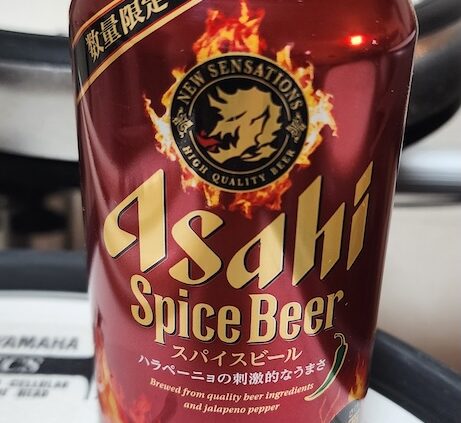 数量限定
NEW SENSATIONS
HIGH QUALITY BEER
Asahi
Spice Beer
スパイスビール
ハラペーニョの刺激的なうまさ
Brewed from quality beer ingredients
and jalapeno pepper
YAMAHA